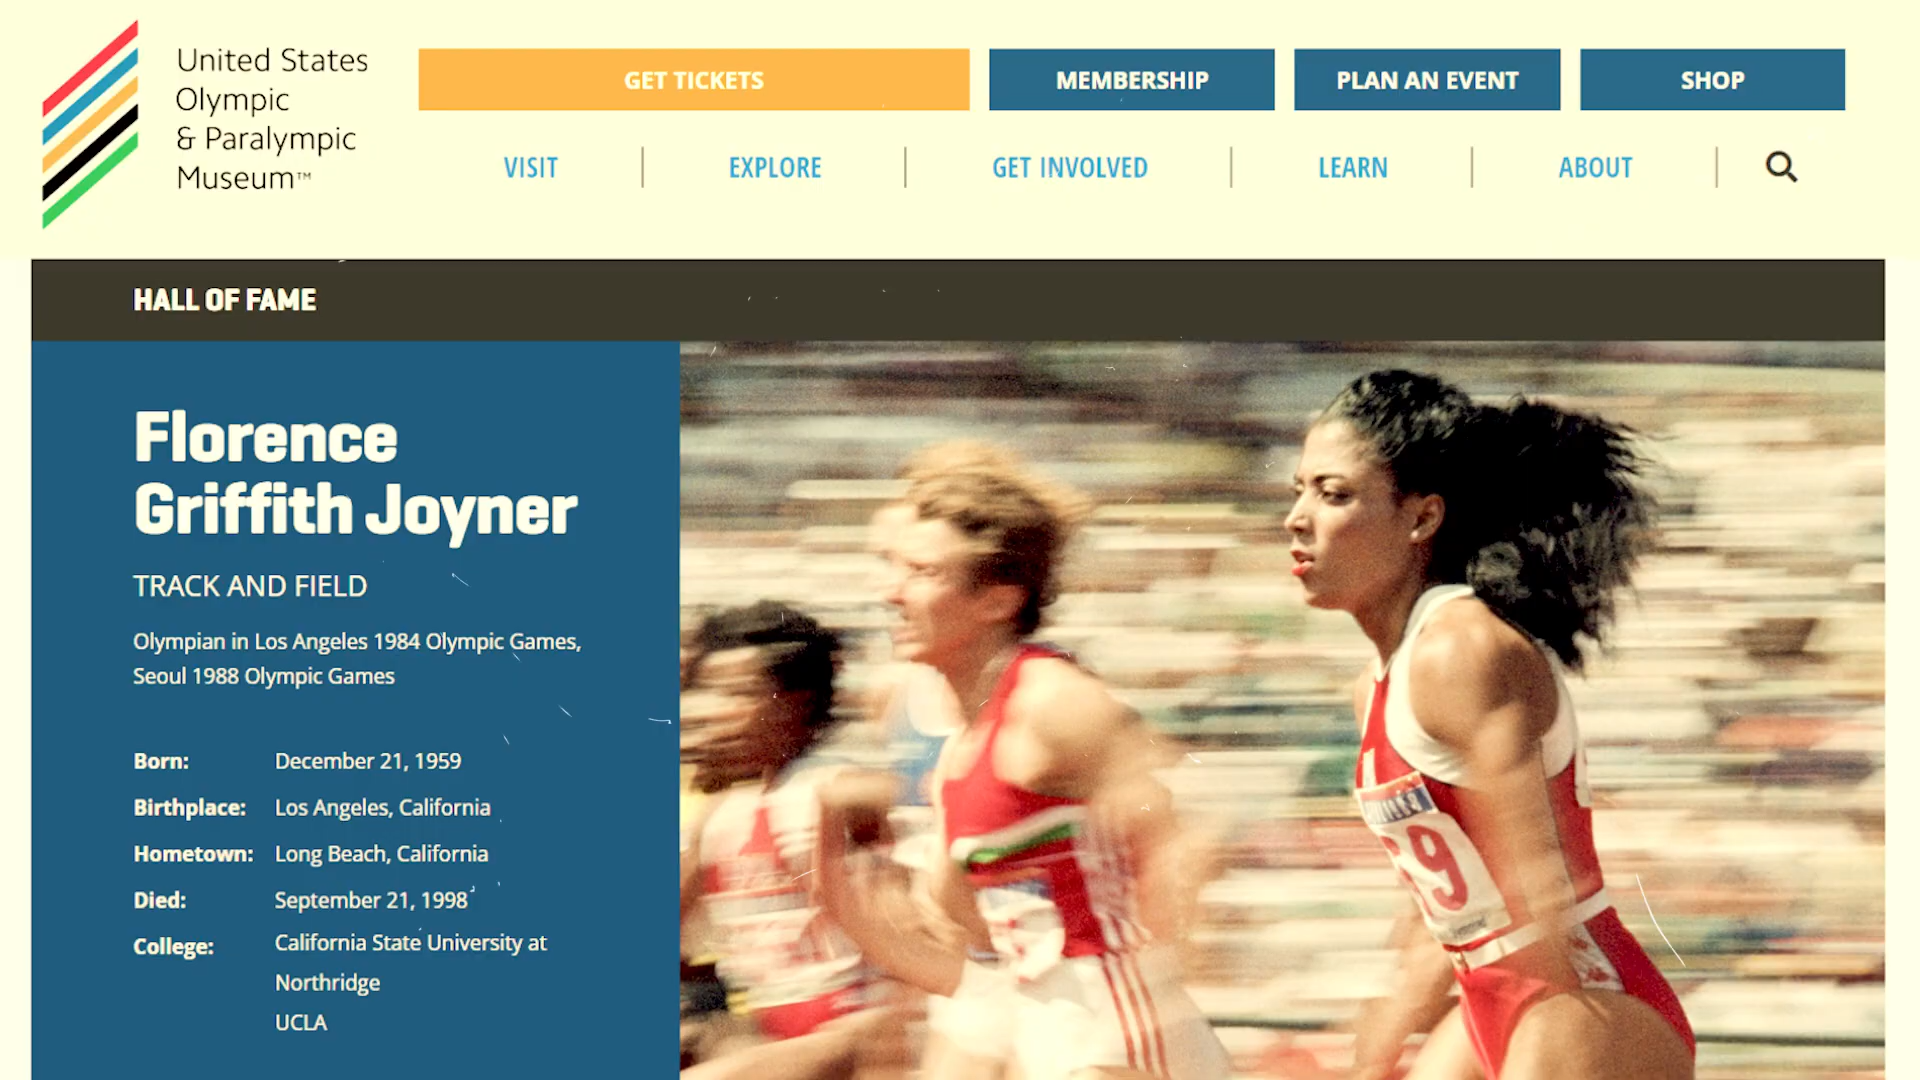 United States
Olympic
& Paralympic
Museum™
GET TICKETS
MEMBERSHIP
PLAN AN EVENT
SHOP
VISIT
EXPLORE
GET INVOLVED
LEARN
ABOUT
HALL OF FAME
Florence
Griffith Joyner
TRACK AND FIELD
Olympian in Los Angeles 1984 Olympic Games,
Seoul 1988 Olympic Games
Born: December 21, 1959
Birthplace: Los Angeles, California
Hometown: Long Beach, California
Died: September 21, 1998
College: California State University at
Northridge
UCLA
9